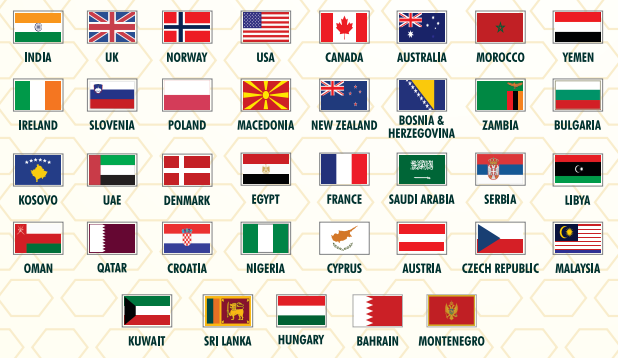 INDIA
UK
NORWAY
USA
CANADA
AUSTRALIA
MOROCCO
YEMEN
IRELAND
SLOVENIA
POLAND
MACEDONIA
NEW ZEALAND
BOSNIA &
HERZEGOVINA
ZAMBIA
BULGARIA
KOSOVO
UAE
DENMARK
EGYPT
FRANCE
SAUDI ARABIA
SERBIA
LIBYA
OMAN
QATAR
CROATIA
NIGERIA
CYPRUS
AUSTRIA
CZECH REPUBLIC
MALAYSIA
KUWAIT
SRI LANKA
HUNGARY
BAHRAIN
MONTENEGRO